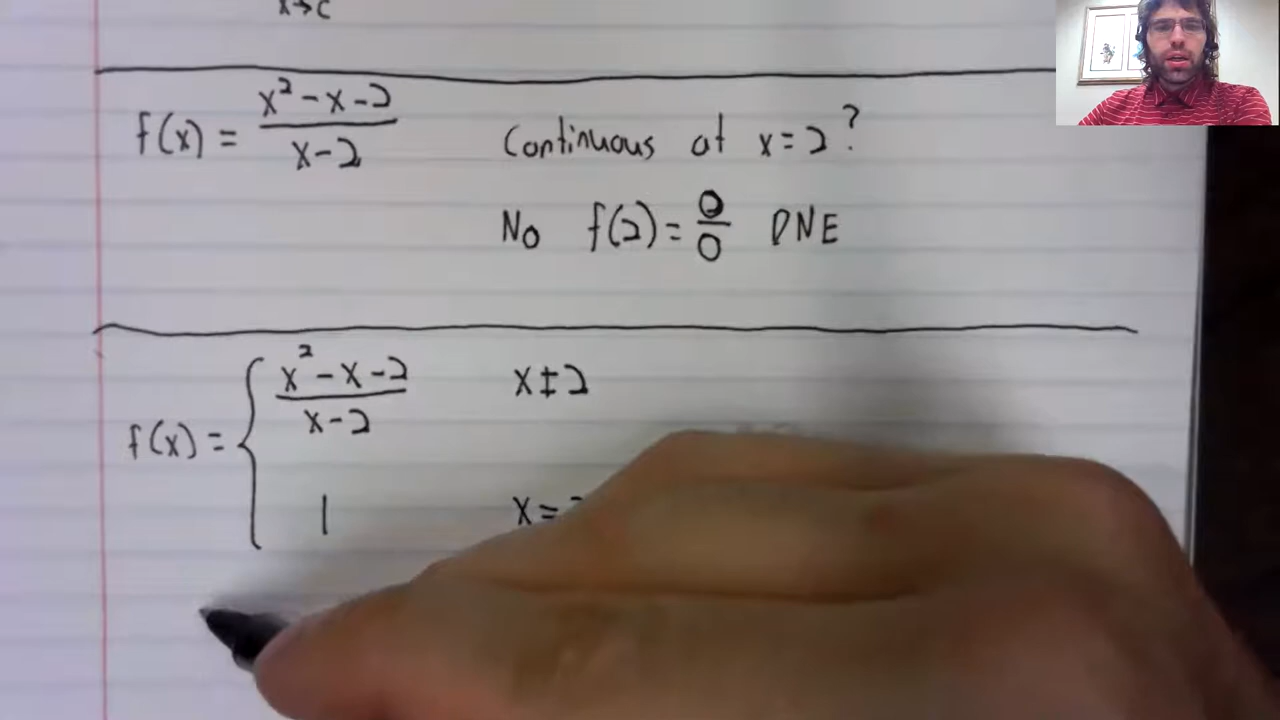 x→c
f(x) = (x² - x - 2)/(x - 2) Continuous at x = 2?
No f(2) = 0/0 DNE
f(x) = { (x² - x - 2)/(x - 2) x ≠ 2
1 x =